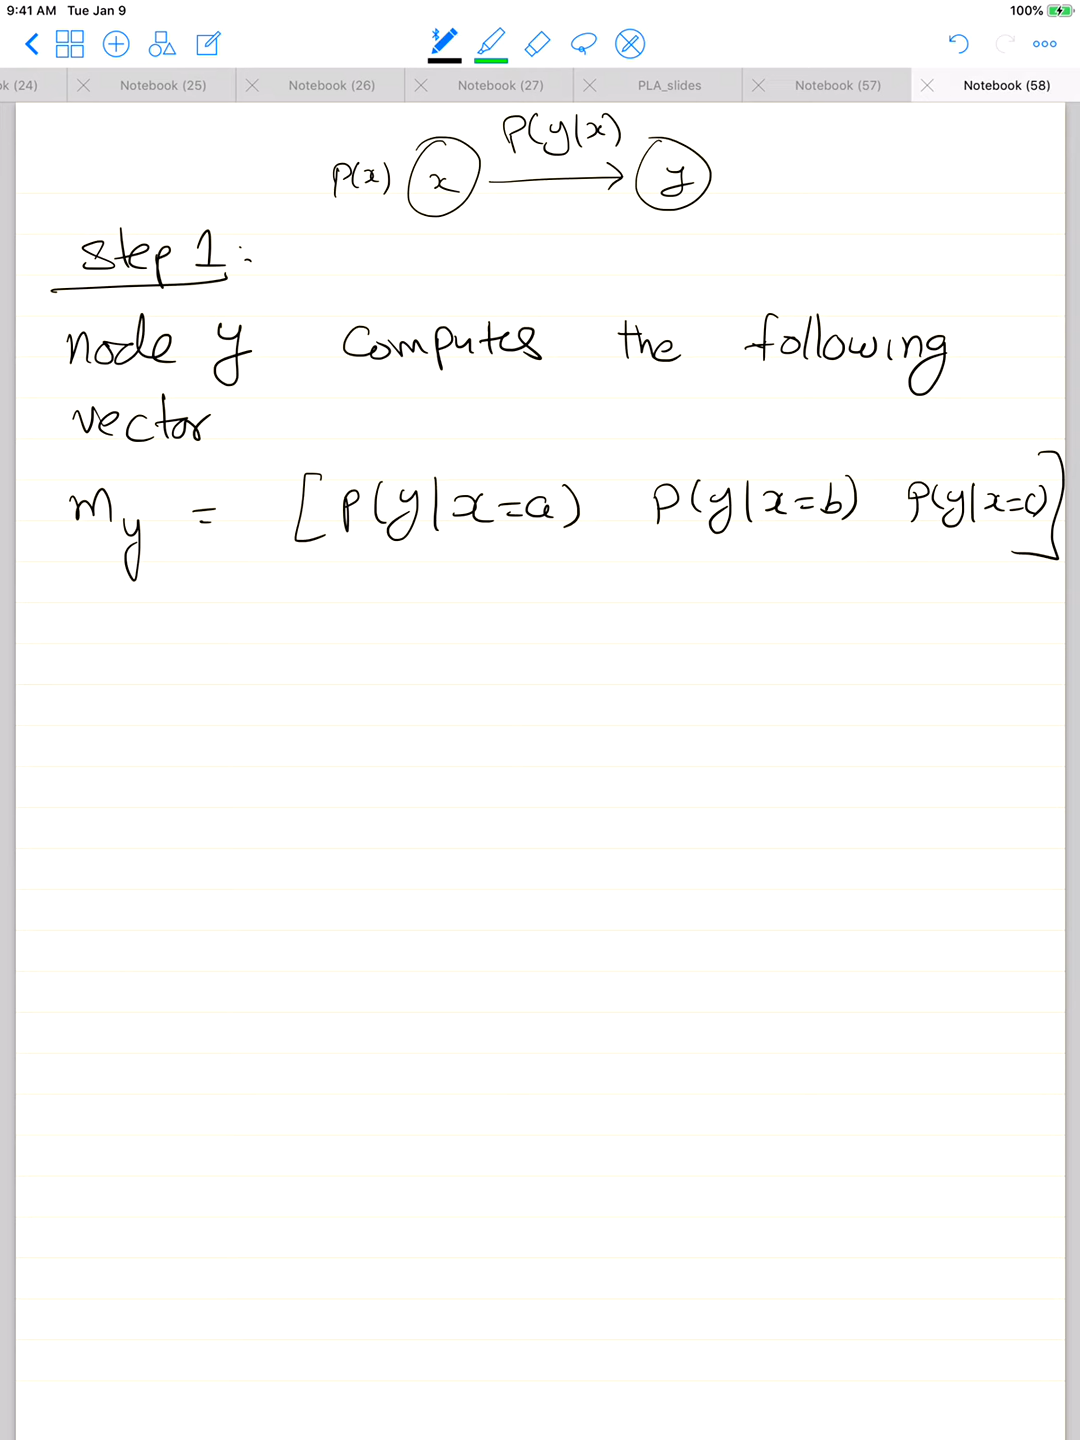 9:41 AM Tue Jan 9 100%
ok (24) Notebook (25) Notebook (26) Notebook (27) PLA_slides Notebook (57) Notebook (58)
P(y|x)
P(x) x y
step 1:
node y computes the following
vector
my = [P(y|x=a) P(y|x=b) P(y|x=c)]